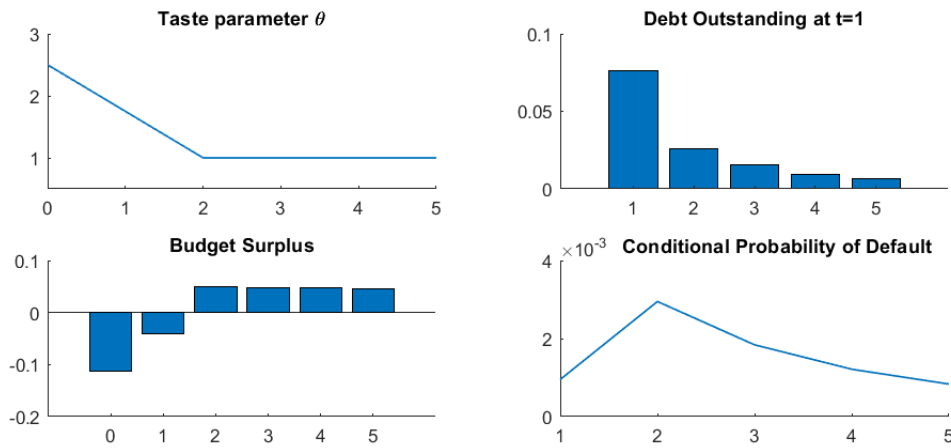 Taste parameter θ
3
2
1
0 1 2 3 4 5
Debt Outstanding at t=1
0.1
0.05
0
1 2 3 4 5
Budget Surplus
0.1
0
-0.1
-0.2
0 1 2 3 4 5
×10⁻³ Conditional Probability of Default
4
2
0
1 2 3 4 5